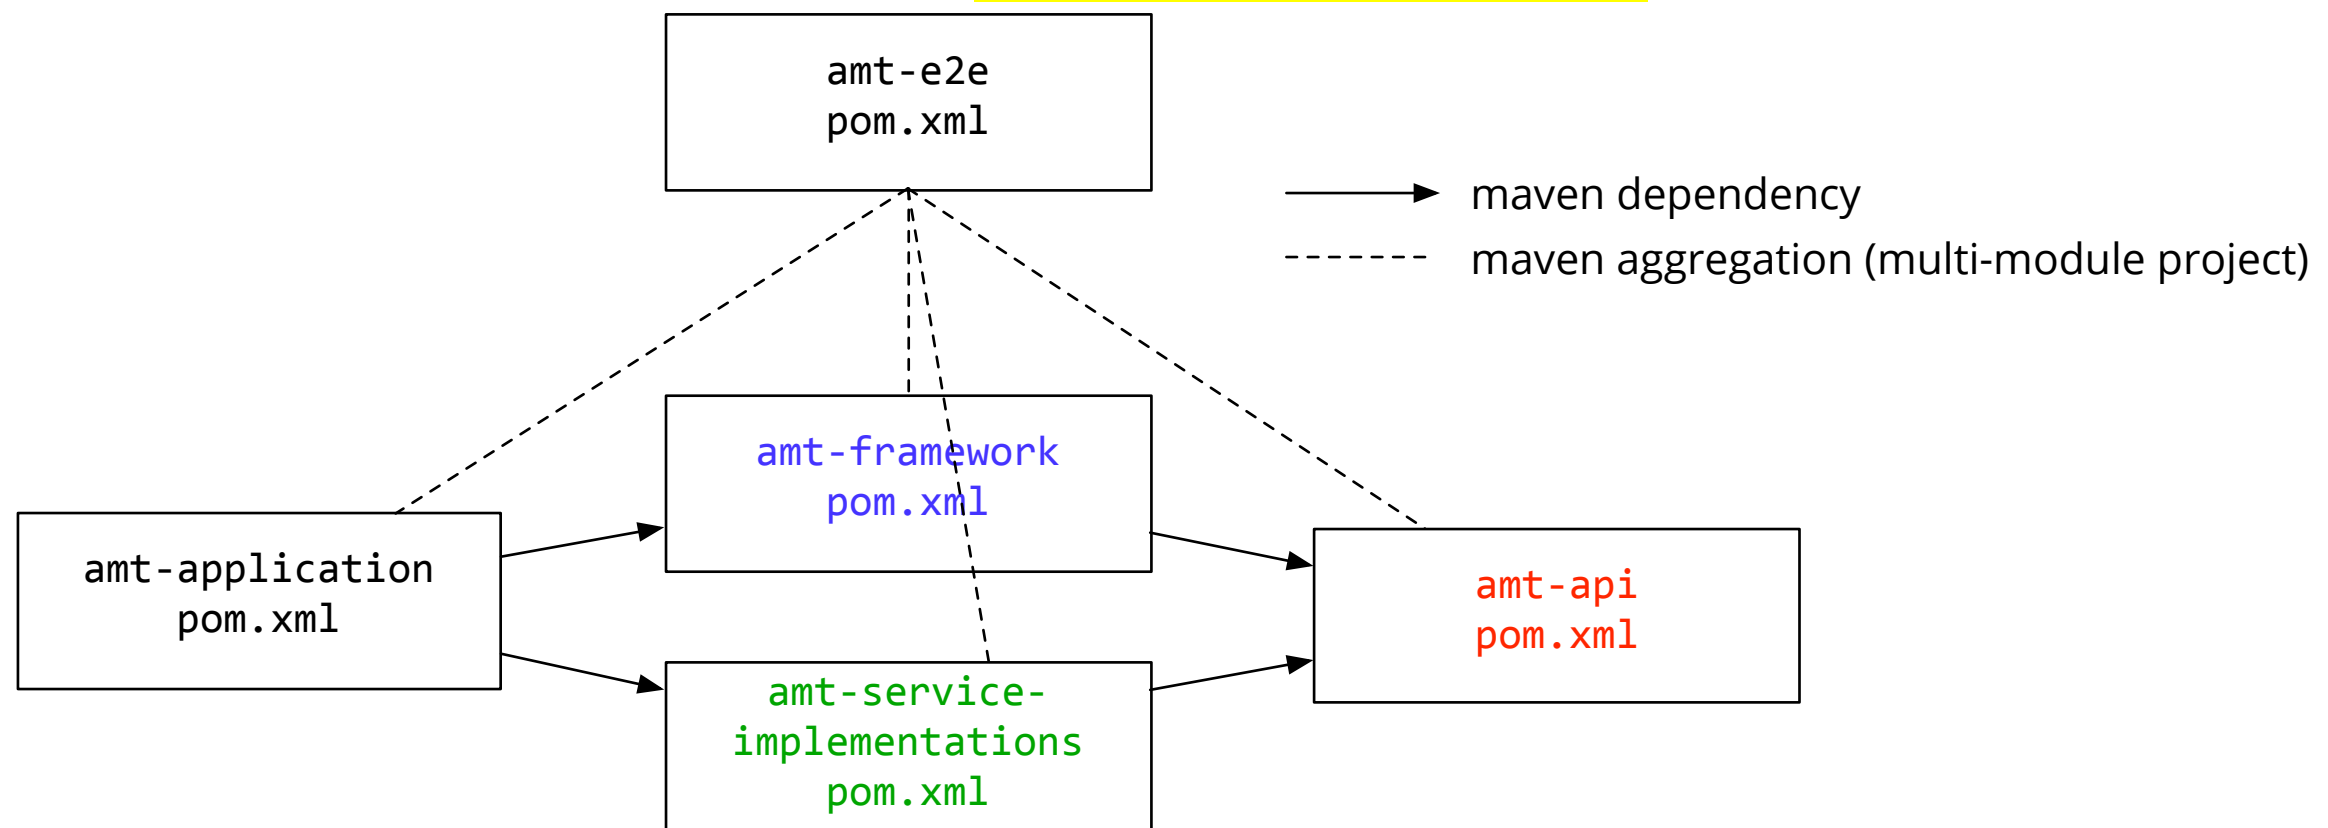 amt-e2e
pom.xml
maven dependency
maven aggregation (multi-module project)
amt-framework
pom.xml
amt-application
pom.xml
amt-api
pom.xml
amt-service-
implementations
pom.xml